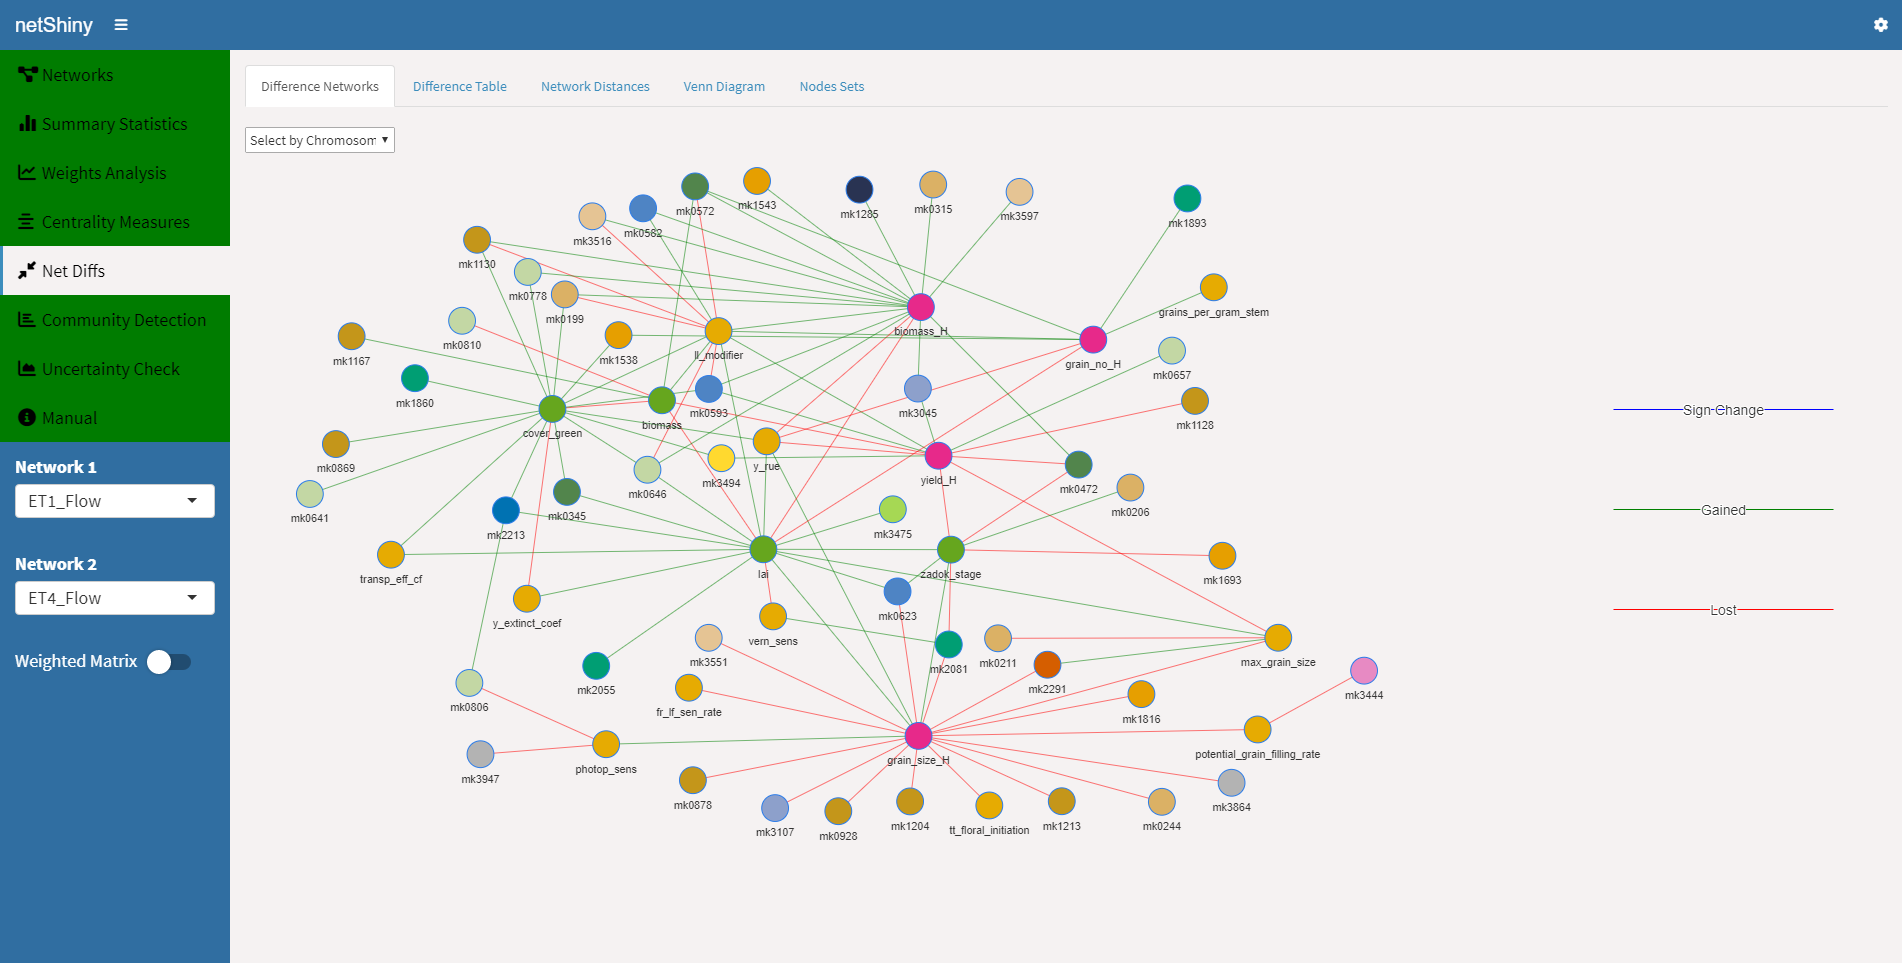 netShiny
Networks
Summary Statistics
Weights Analysis
Centrality Measures
Net Diffs
Community Detection
Uncertainty Check
Manual
Network 1
ET1_Flow
Network 2
ET4_Flow
Weighted Matrix
Difference Networks
Difference Table
Network Distances
Venn Diagram
Nodes Sets
Select by Chromosom
mk0572
mk1543
mk1285
mk0315
mk3597
mk1893
mk3516
mk0582
mk1130
mk0778
mk0199
grains_per_gram_stem
mk0810
biomass_H
mk1167
mk1538
ll_modifier
grain_no_H
mk0657
mk1860
mk0593
mk3045
cover_green
biomass
mk1128
mk0869
y_rue
mk3494
yield_H
mk0646
mk0472
mk0641
mk0345
mk0206
mk2213
mk3475
transp_eff_cf
lai
zadok_stage
mk1693
y_extinct_coef
mk0623
vern_sens
mk3551
mk2081
mk0211
max_grain_size
mk2055
mk2291
mk3444
mk0806
fr_lf_sen_rate
mk1816
grain_size_H
potential_grain_filling_rate
mk3947
photop_sens
mk0878
mk3864
mk3107
mk0928
mk1204
tt_floral_initiation
mk1213
mk0244
Sign-Change
Gained
Lost